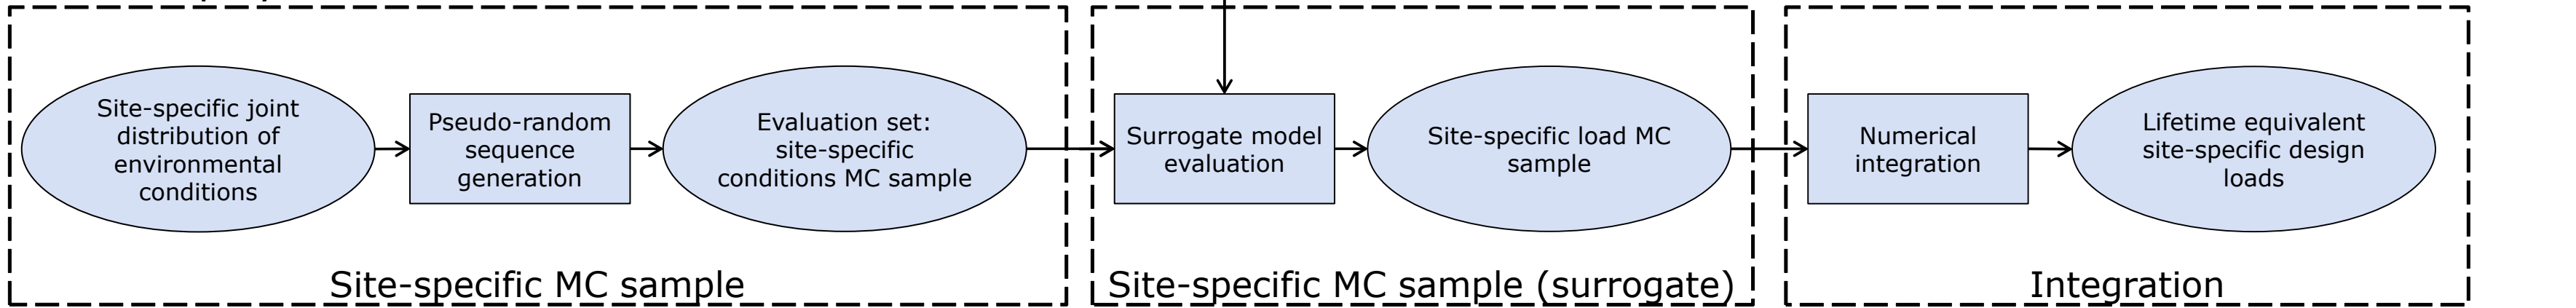 Site-specific joint
distribution of
environmental
conditions
Pseudo-random
sequence
generation
Evaluation set:
site-specific
conditions MC sample
Site-specific MC sample
Surrogate model
evaluation
Site-specific load MC
sample
Site-specific MC sample (surrogate)
Numerical
integration
Lifetime equivalent
site-specific design
loads
Integration